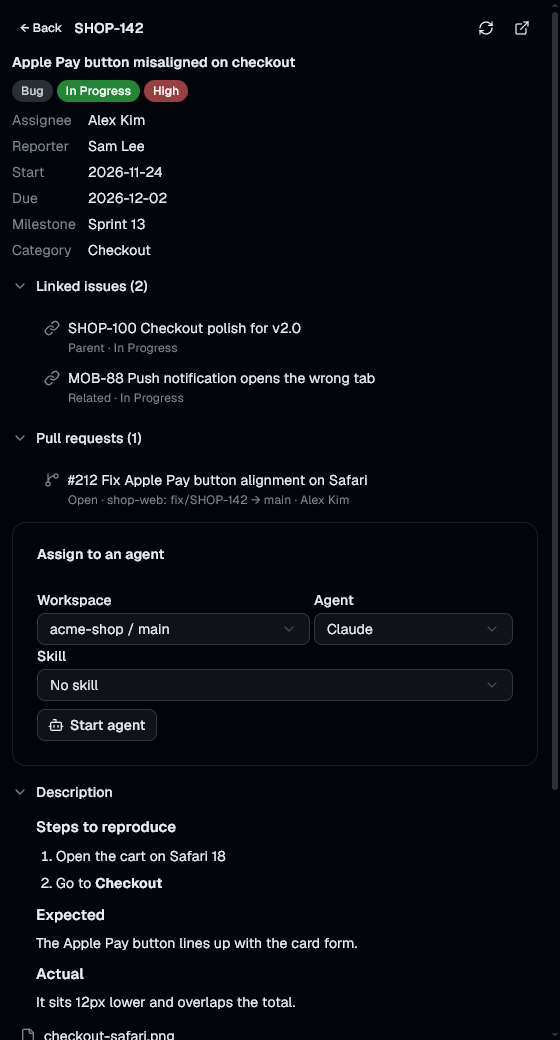 ← Back SHOP-142
Apple Pay button misaligned on checkout
Bug In Progress High
Assignee Alex Kim
Reporter Sam Lee
Start 2026-11-24
Due 2026-12-02
Milestone Sprint 13
Category Checkout
Linked issues (2)
SHOP-100 Checkout polish for v2.0
Parent · In Progress
MOB-88 Push notification opens the wrong tab
Related · In Progress
Pull requests (1)
#212 Fix Apple Pay button alignment on Safari
Open · shop-web: fix/SHOP-142 → main · Alex Kim
Assign to an agent
Workspace Agent
acme-shop / main Claude
Skill
No skill
Start agent
Description
Steps to reproduce
1. Open the cart on Safari 18
2. Go to Checkout
Expected
The Apple Pay button lines up with the card form.
Actual
It sits 12px lower and overlaps the total.
checkout-safari.png